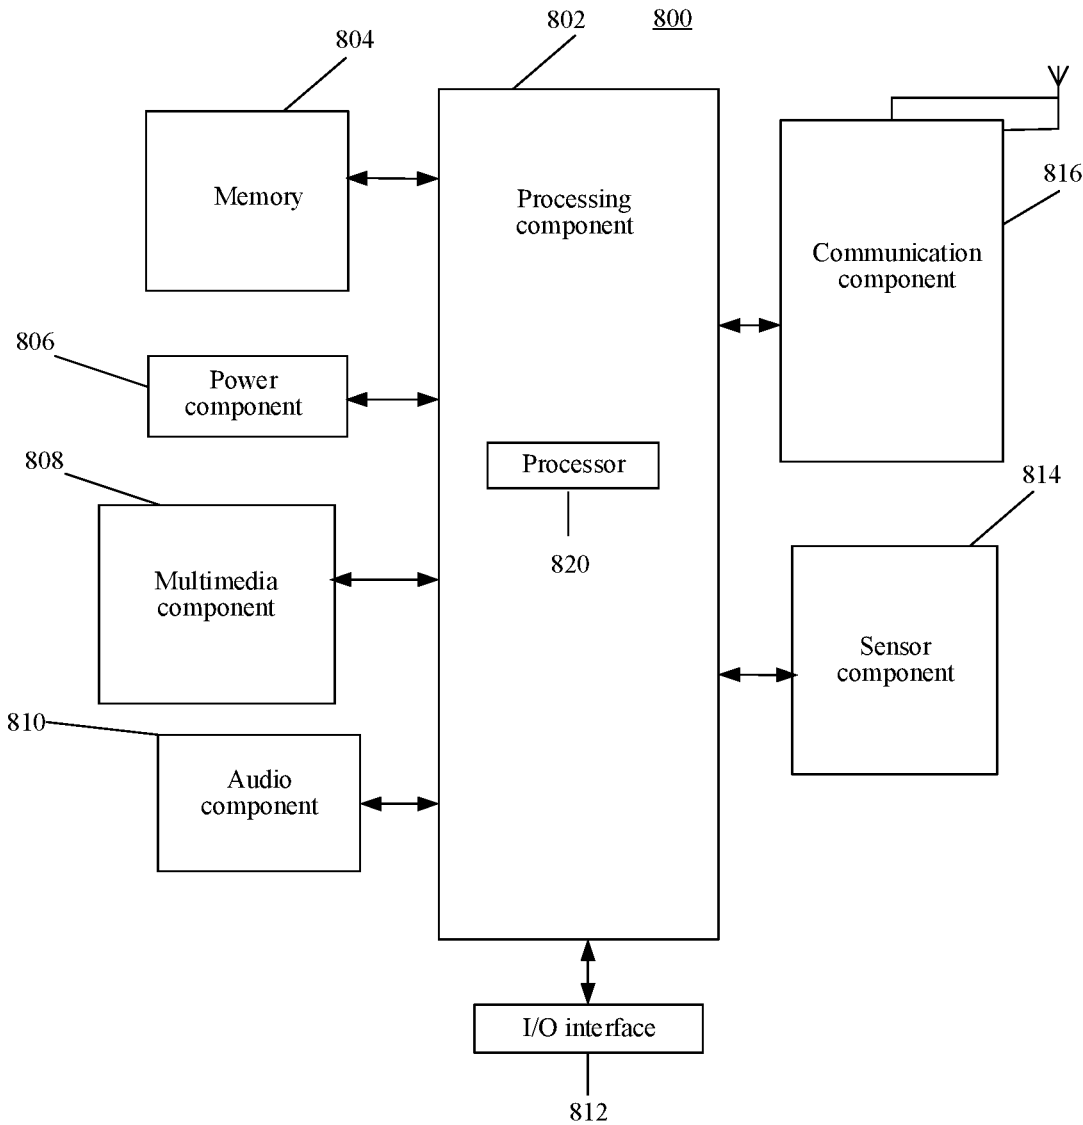 802
800
804
Memory
Processing
component
816
Communication
component
806
Power
component
808
Processor
814
820
Multimedia
component
Sensor
component
810
Audio
component
I/O interface
812